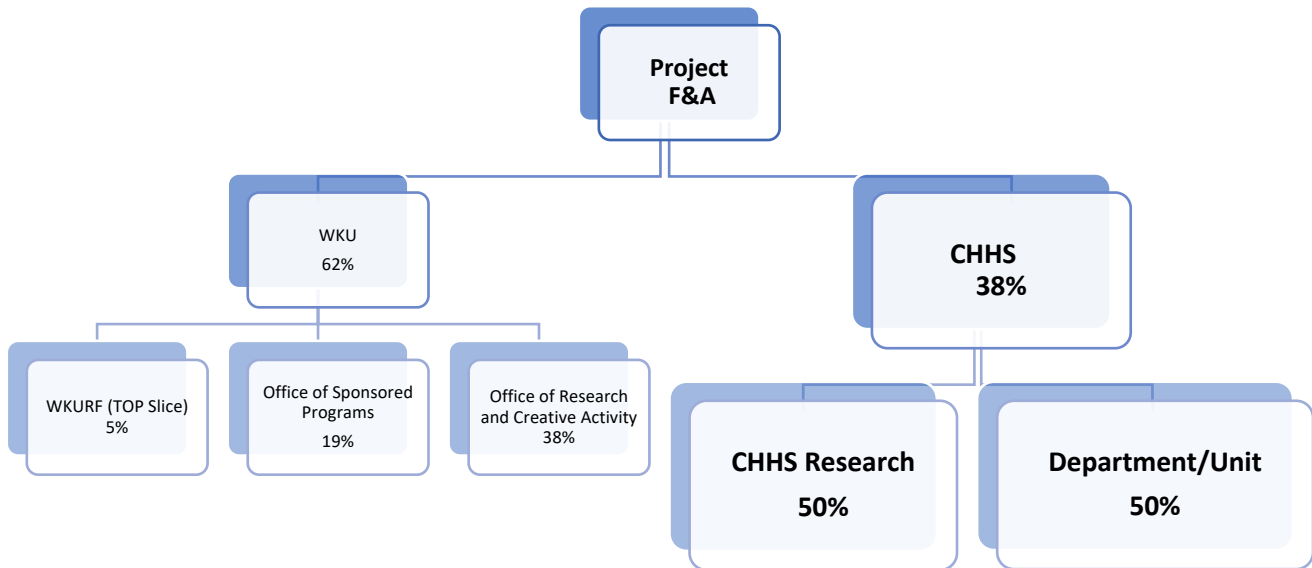 Project
F&A
WKU
62%
CHHS
38%
WKURF (TOP Slice)
5%
Office of Sponsored
Programs
19%
Office of Research
and Creative Activity
38%
CHHS Research
50%
Department/Unit
50%